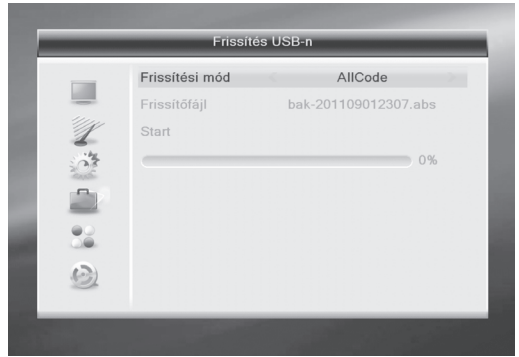 Frissítés USB-n
Frissítési mód AllCode
Frissítőfájl bak-201109012307.abs
Start
0%